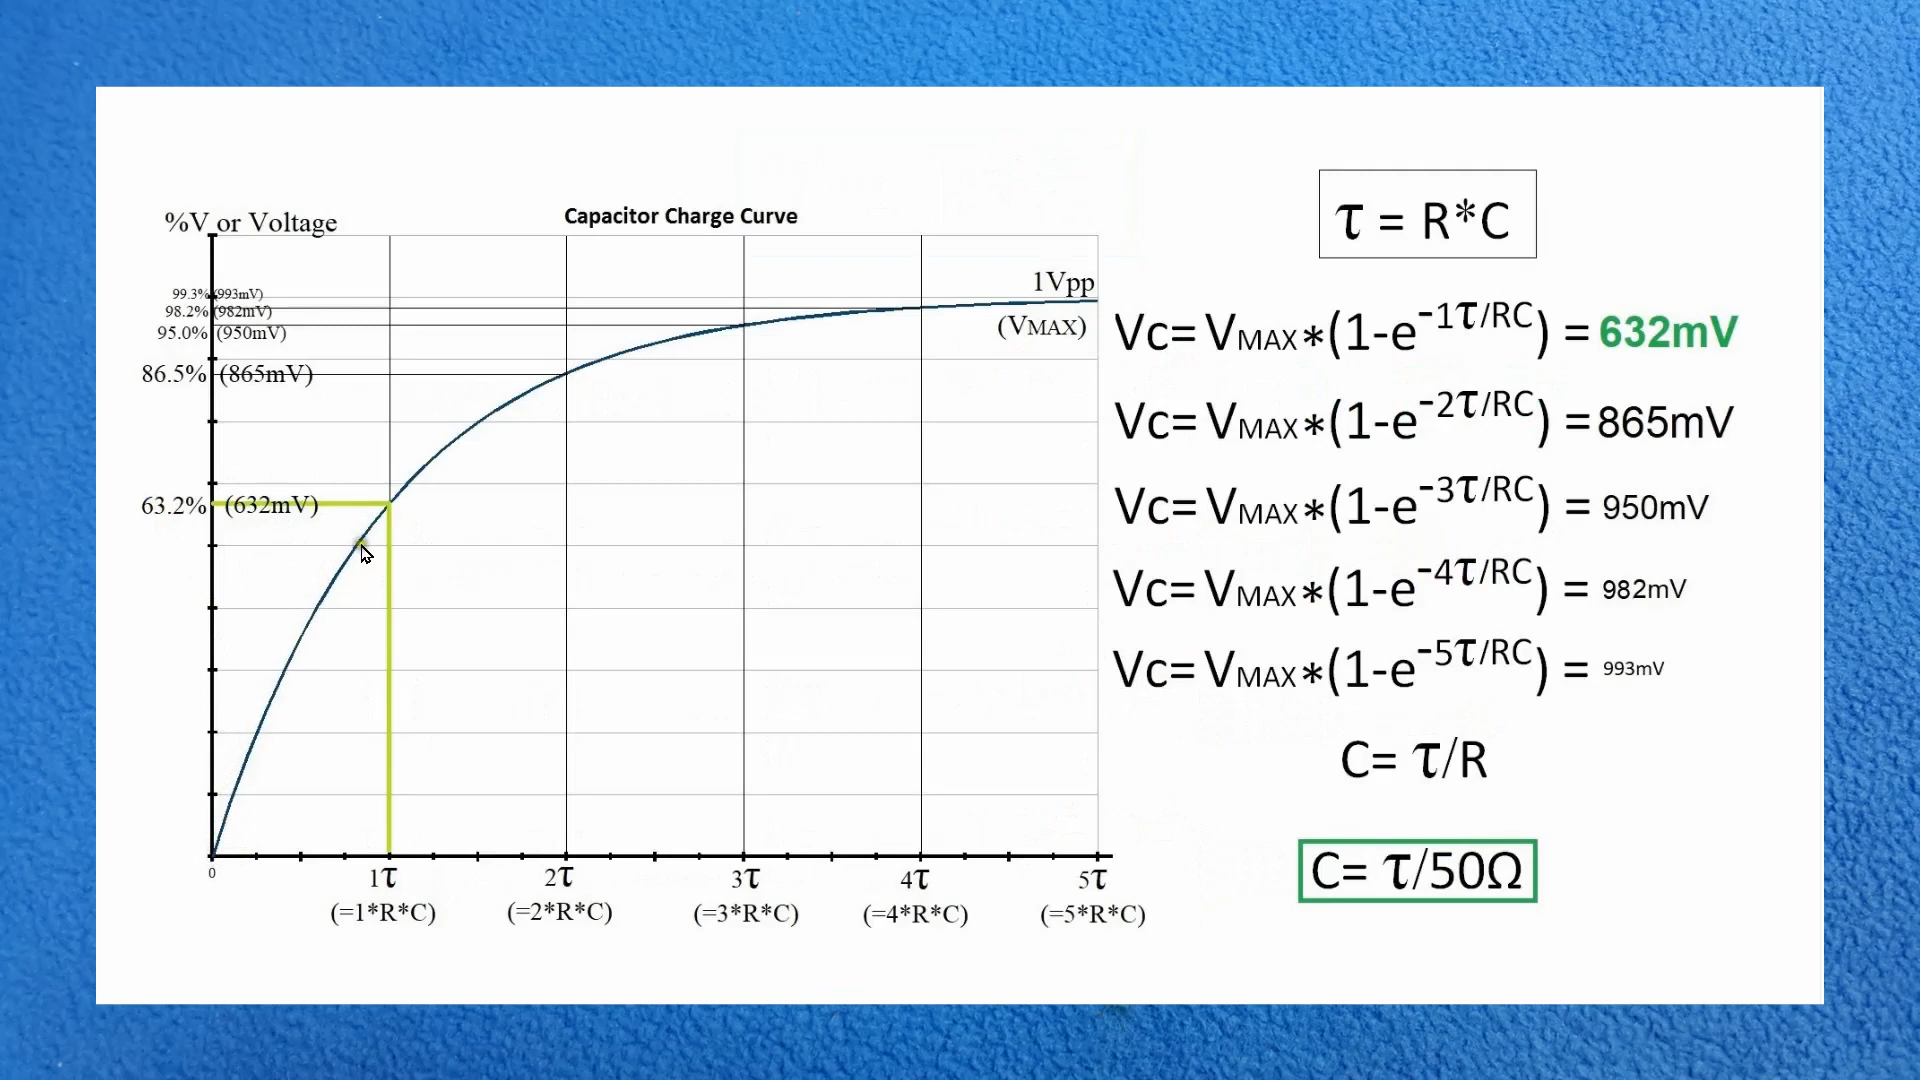 %V or Voltage
Capacitor Charge Curve
1Vpp
(VMAX)
99.3% (993mV)
98.2% (982mV)
95.0% (950mV)
86.5% (865mV)
63.2% (632mV)
0 1τ 2τ 3τ 4τ 5τ
(=1*R*C) (=2*R*C) (=3*R*C) (=4*R*C) (=5*R*C)
τ = R*C
Vc= VMAX*(1-e^-1τ/RC) = 632mV
Vc= VMAX*(1-e^-2τ/RC) = 865mV
Vc= VMAX*(1-e^-3τ/RC) = 950mV
Vc= VMAX*(1-e^-4τ/RC) = 982mV
Vc= VMAX*(1-e^-5τ/RC) = 993mV
C= τ/R
C= τ/50Ω